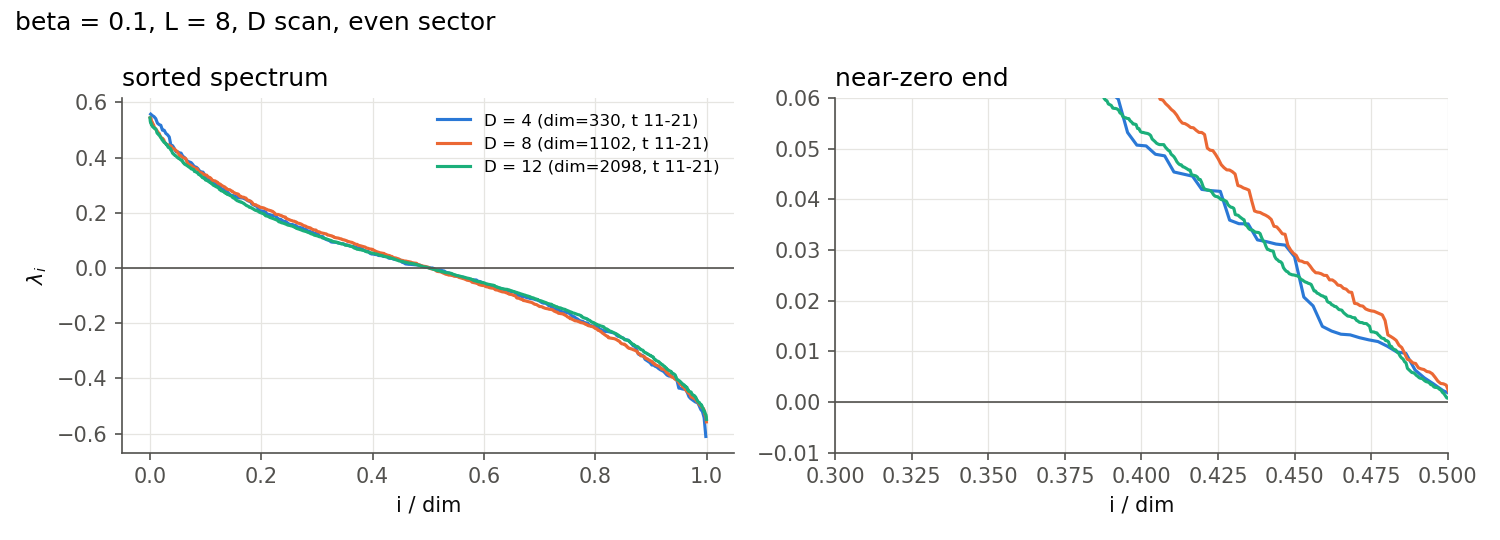 beta = 0.1, L = 8, D scan, even sector
sorted spectrum
0.6
0.4
0.2
0.0
−0.2
−0.4
−0.6
λi
0.0 0.2 0.4 0.6 0.8 1.0
i / dim
D = 4 (dim=330, t 11-21)
D = 8 (dim=1102, t 11-21)
D = 12 (dim=2098, t 11-21)
near-zero end
0.06
0.05
0.04
0.03
0.02
0.01
0.00
−0.01
0.300 0.325 0.350 0.375 0.400 0.425 0.450 0.475 0.500
i / dim